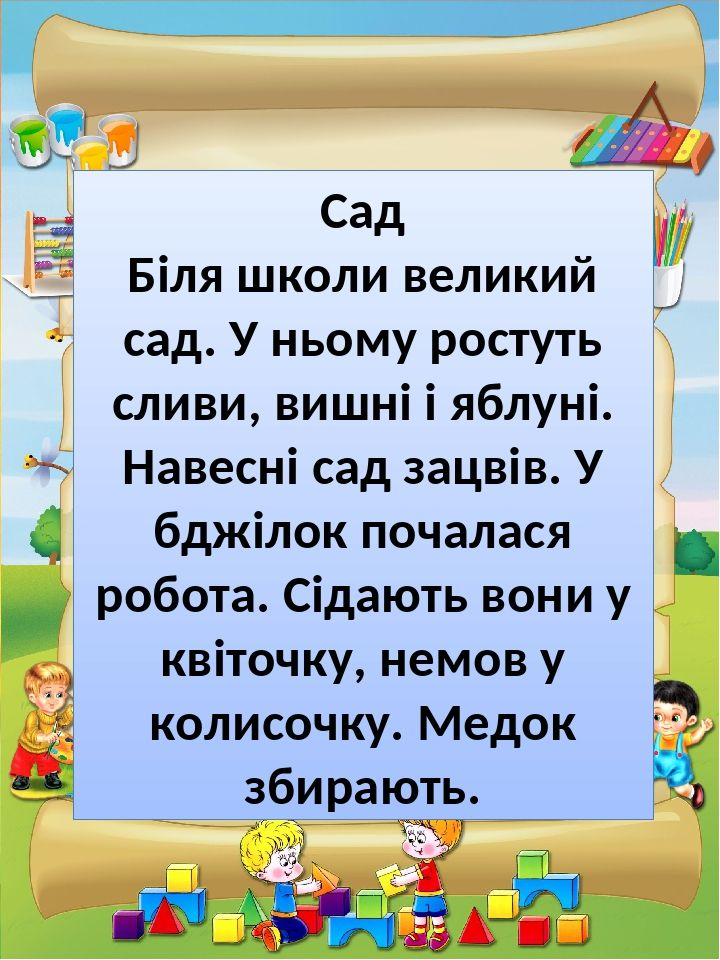 Сад
Біля школи великий
сад. У ньому ростуть
сливи, вишні і яблуні.
Навесні сад зацвів. У
бджілок почалася
робота. Сідають вони у
квіточку, немов у
колисочку. Медок
збирають.